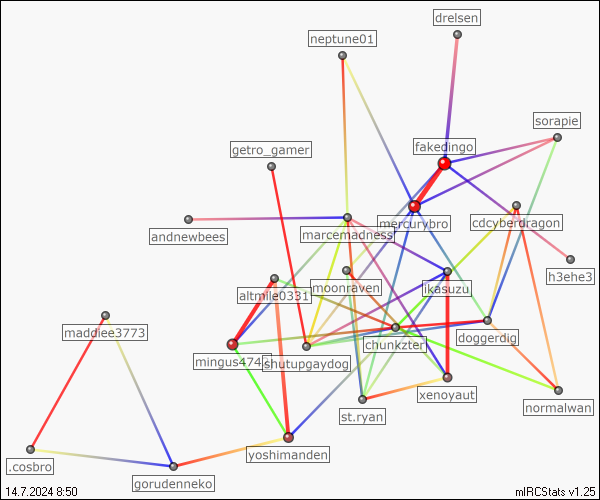 drelsen
neptune01
sorapie
fakedingo
getro_gamer
mercurybro
cdcyberdragon
marcemadness
andnewbees
h3ehe3
moonraven
ikasuzu
altmile0331
maddiee3773
doggerdig
chunkzter
shutupgaydog
xenoyaut
normalwan
st.ryan
yoshimanden
.cosbro
gorudenneko
14.7.2024 8:50
mIRCStats v1.25